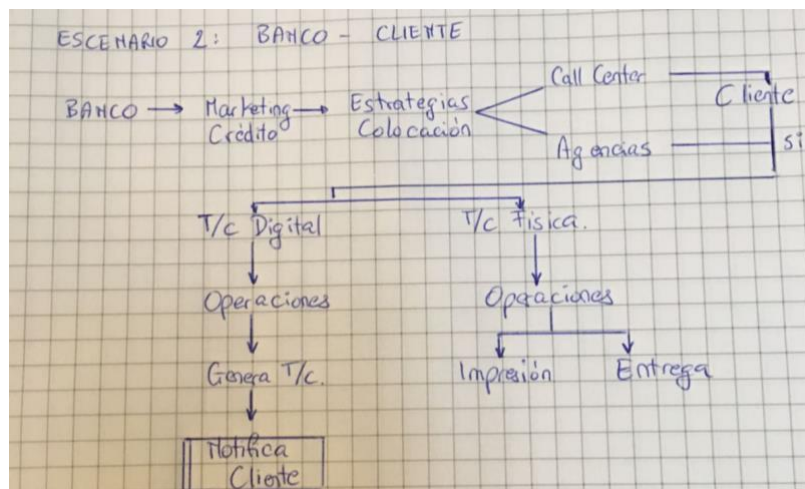 ESCENARIO 2: BANCO - CLIENTE
BANCO → Marketing → Estrategias
Crédito Colocación
Call Center
Agencias
Cliente
si
T/c Digital T/c Fisica.
Operaciones Operaciones
Genera T/c. Impresión Entrega
Notifica
Cliente